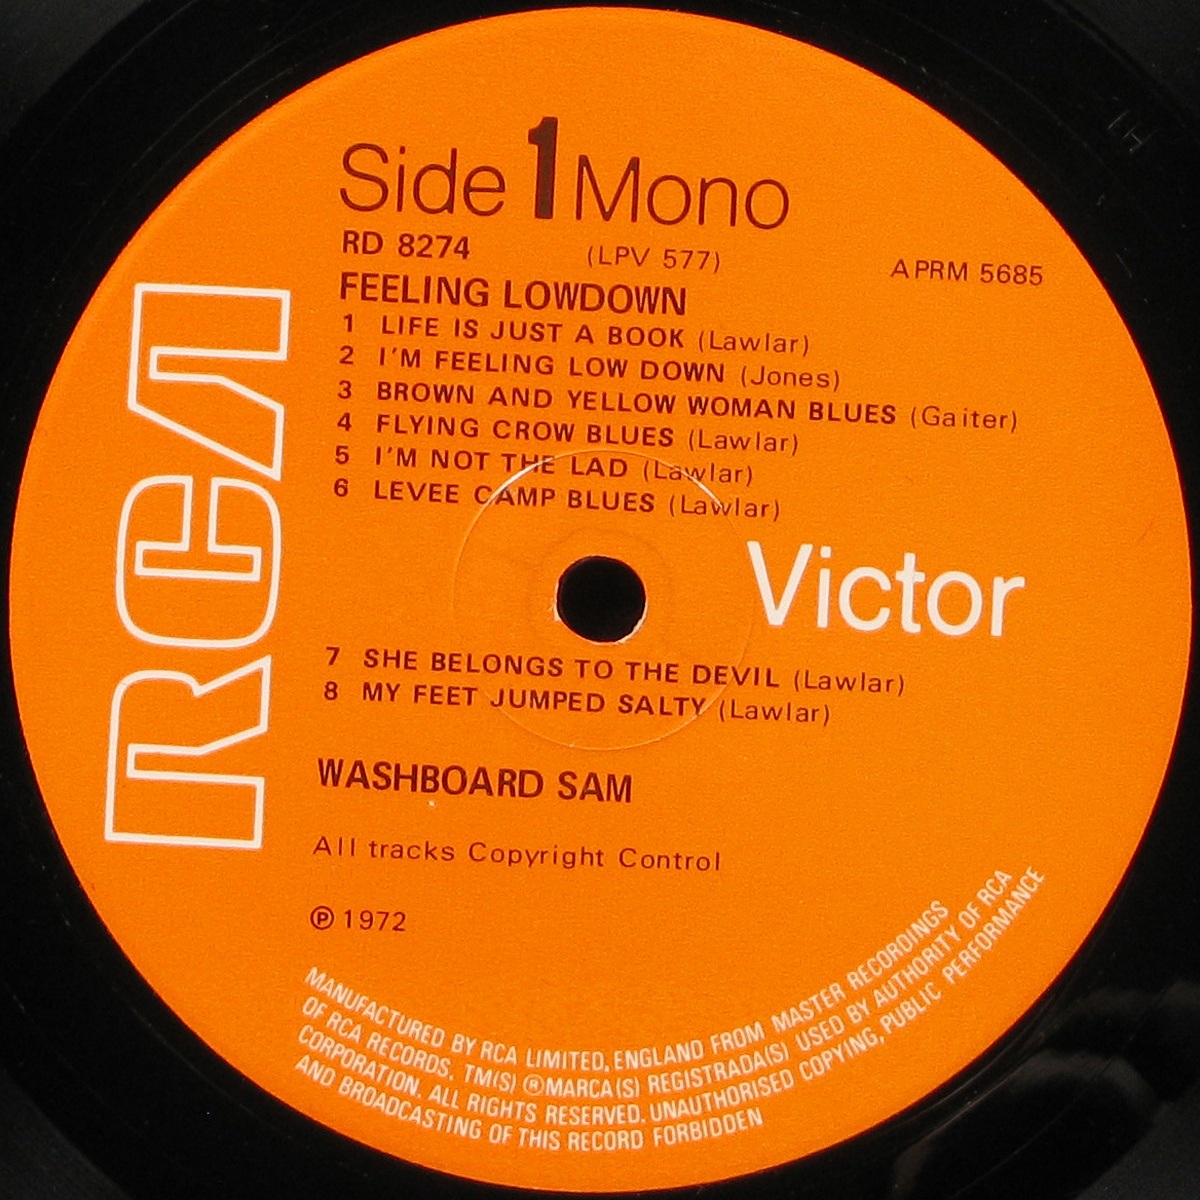 Side 1 Mono
RD 8274 (LPV 577) APRM 5685
FEELING LOWDOWN
1 LIFE IS JUST A BOOK (Lawlar)
2 I'M FEELING LOW DOWN (Jones)
3 BROWN AND YELLOW WOMAN BLUES (Gaiter)
4 FLYING CROW BLUES (Lawlar)
5 I'M NOT THE LAD (Lawlar)
6 LEVEE CAMP BLUES (Lawlar)
RCA
Victor
7 SHE BELONGS TO THE DEVIL (Lawlar)
8 MY FEET JUMPED SALTY (Lawlar)
WASHBOARD SAM
All tracks Copyright Control
℗ 1972
MANUFACTURED BY RCA LIMITED, ENGLAND FROM MASTER RECORDINGS
OF RCA RECORDS. TM(S) ® MARCA(S) REGISTRADA(S) USED BY AUTHORITY OF RCA
CORPORATION. ALL RIGHTS RESERVED. UNAUTHORISED COPYING, PUBLIC PERFORMANCE
AND BROADCASTING OF THIS RECORD FORBIDDEN